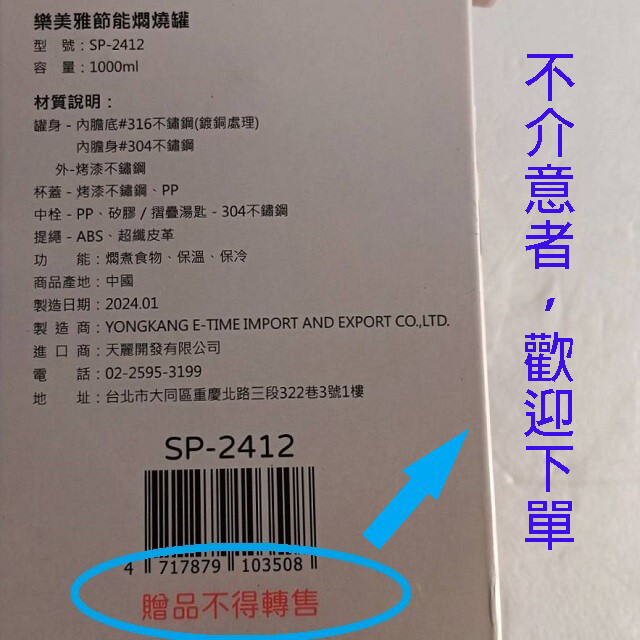 樂美雅節能燜燒罐
型　號：SP-2412
容　量：1000ml
材質說明：
罐身 - 內膽底#316不鏽鋼(鍍銅處理)
內膽身#304不鏽鋼
外-烤漆不鏽鋼
杯蓋 - 烤漆不鏽鋼、PP
中栓 - PP、矽膠 / 摺疊湯匙 - 304不鏽鋼
提繩 - ABS、超纖皮革
功　　能：燜煮食物、保溫、保冷
商品產地：中國
製造日期：2024.01
製 造 商：YONGKANG E-TIME IMPORT AND EXPORT CO.,LTD.
進 口 商：天麗開發有限公司
電　　話：02-2595-3199
地　　址：台北市大同區重慶北路三段322巷3號1樓
SP-2412
4 717879 103508
贈品不得轉售
不介意者，歡迎下單